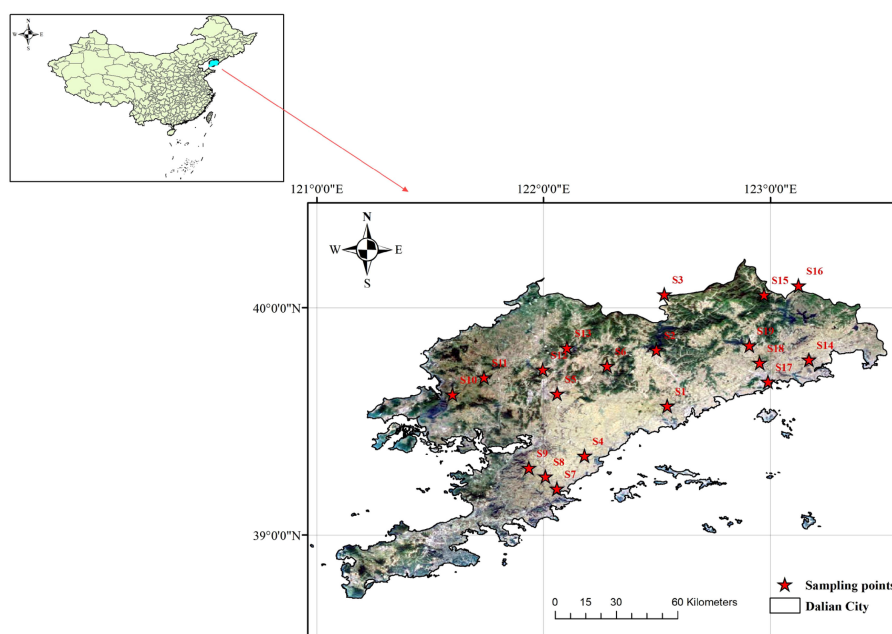 N
W E
S
121°0'0"E 122°0'0"E 123°0'0"E
N
W E
S
S3
S15
S16
40°0'0"N
S13
S2
S18
S14
S11
S6
S17
S10
S5
S1
S4
S9
S8
S7
39°0'0"N
Sampling points
0 15 30 60 Kilometers
Dalian City